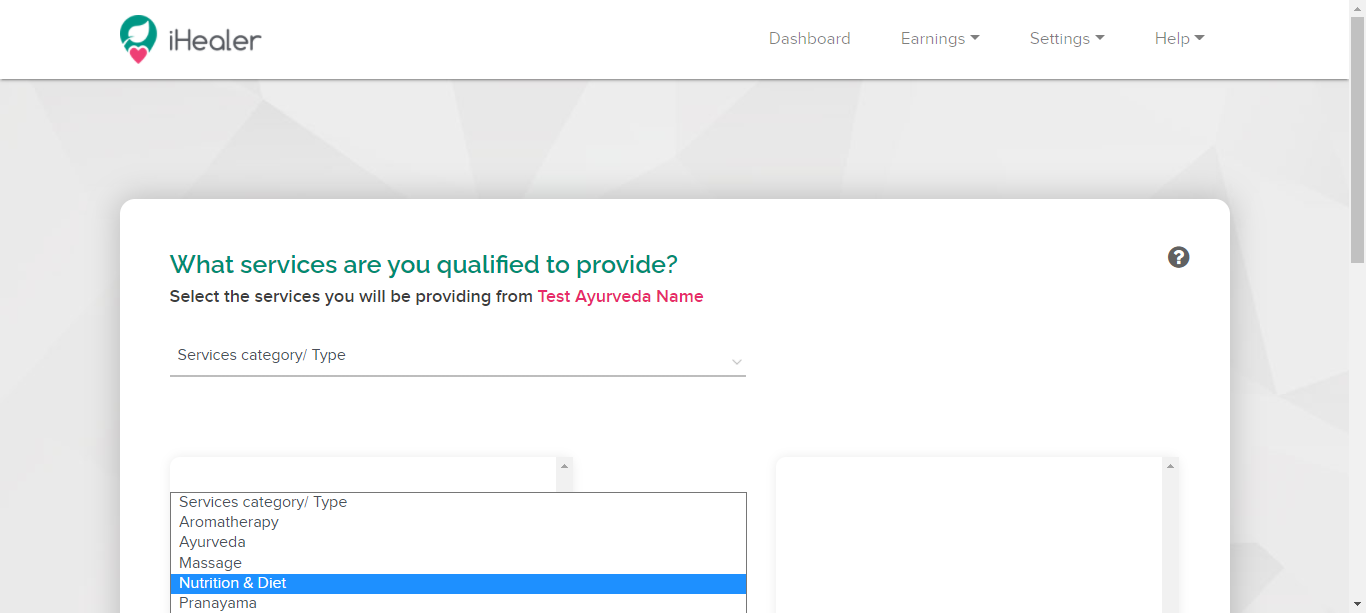 iHealer
Dashboard
Earnings
Settings
Help
What services are you qualified to provide?
?
Select the services you will be providing from Test Ayurveda Name
Services category/ Type
Services category/ Type
Aromatherapy
Ayurveda
Massage
Nutrition & Diet
Pranayama